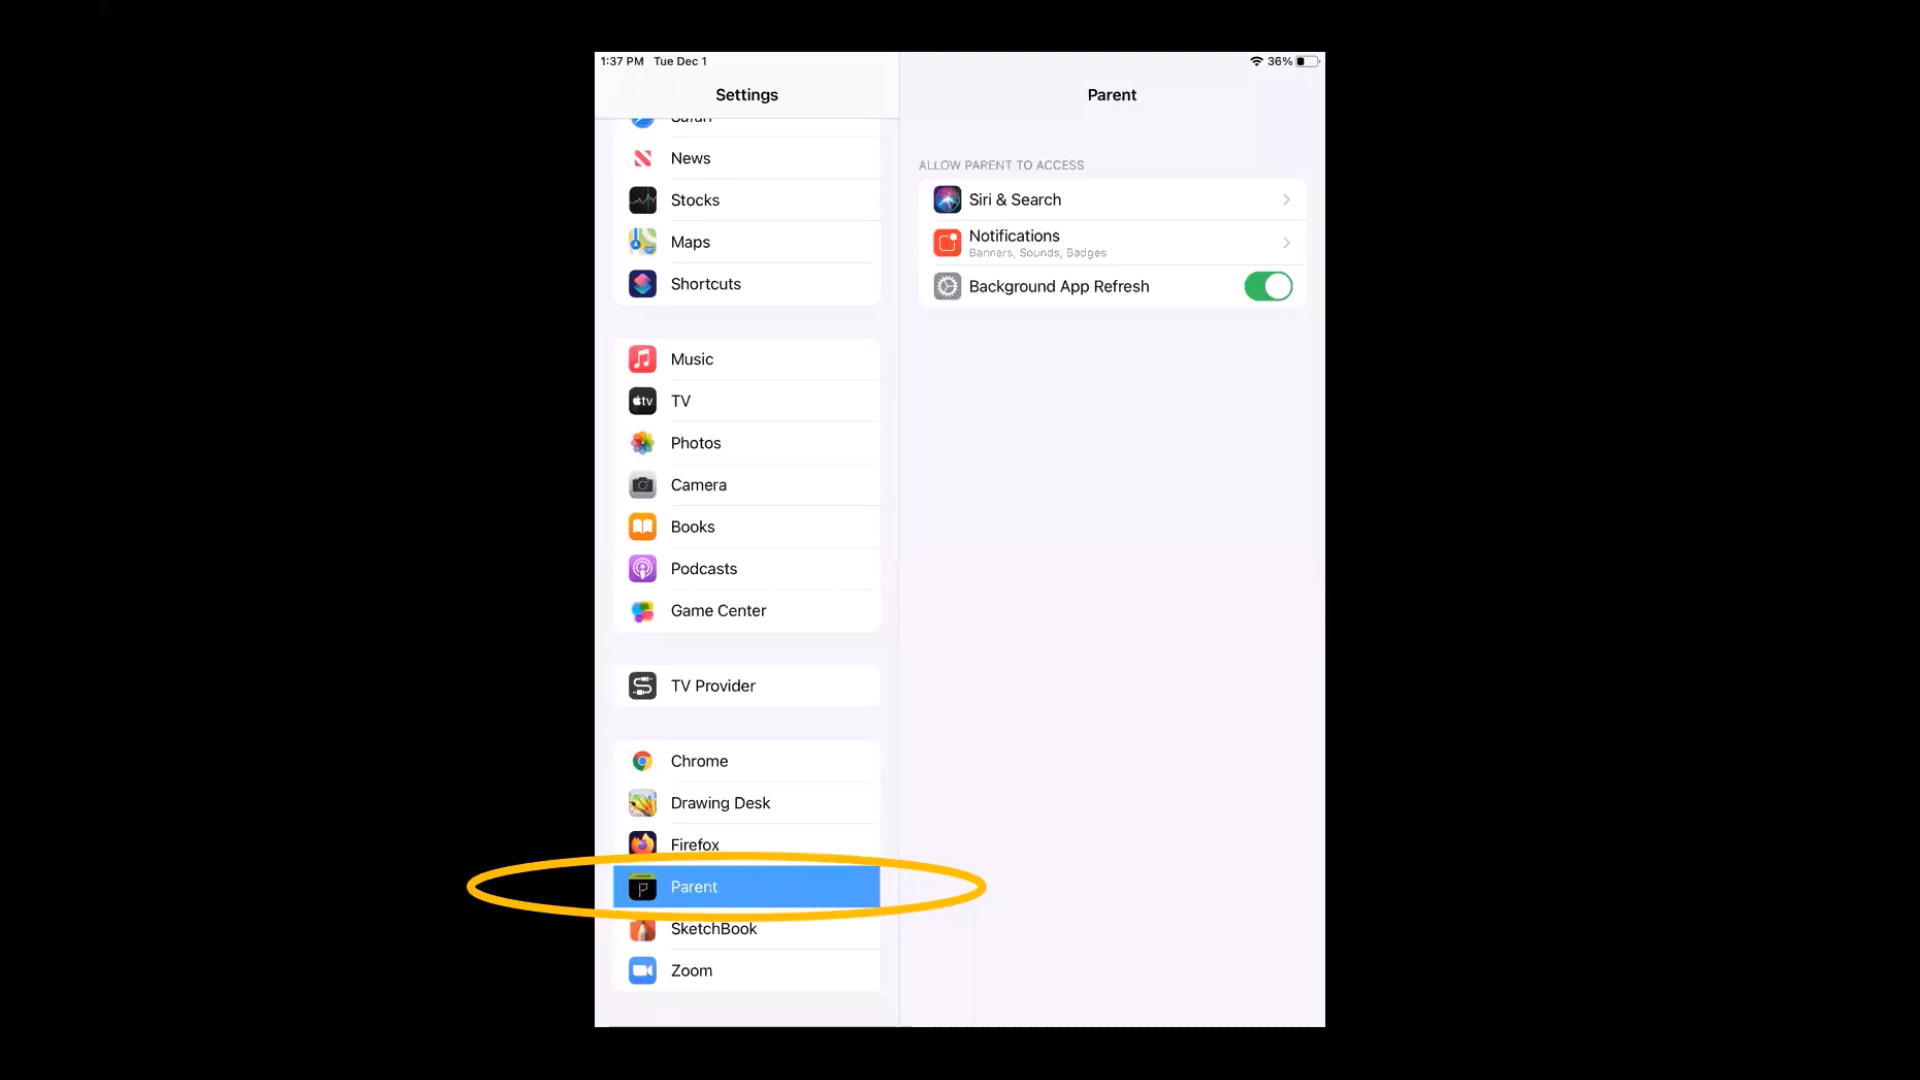 1:37 PM Tue Dec 1
36%
Settings
Safari
News
Stocks
Maps
Shortcuts
Music
tv
TV
Photos
Camera
Books
Podcasts
Game Center
TV Provider
Chrome
Drawing Desk
Firefox
P
Parent
SketchBook
Zoom
Parent
ALLOW PARENT TO ACCESS
Siri & Search
Notifications
Banners, Sounds, Badges
Background App Refresh